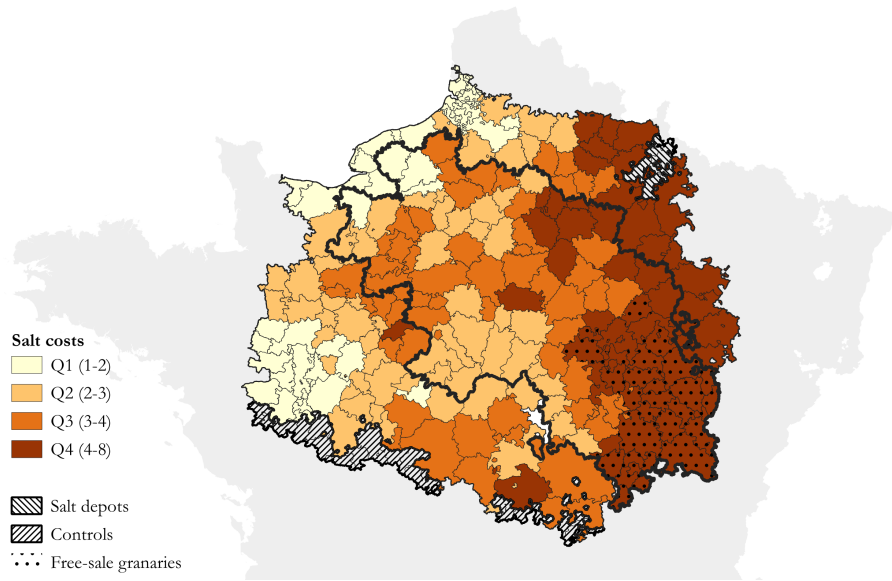 Salt costs
Q1 (1-2)
Q2 (2-3)
Q3 (3-4)
Q4 (4-8)
Salt depots
Controls
Free-sale granaries